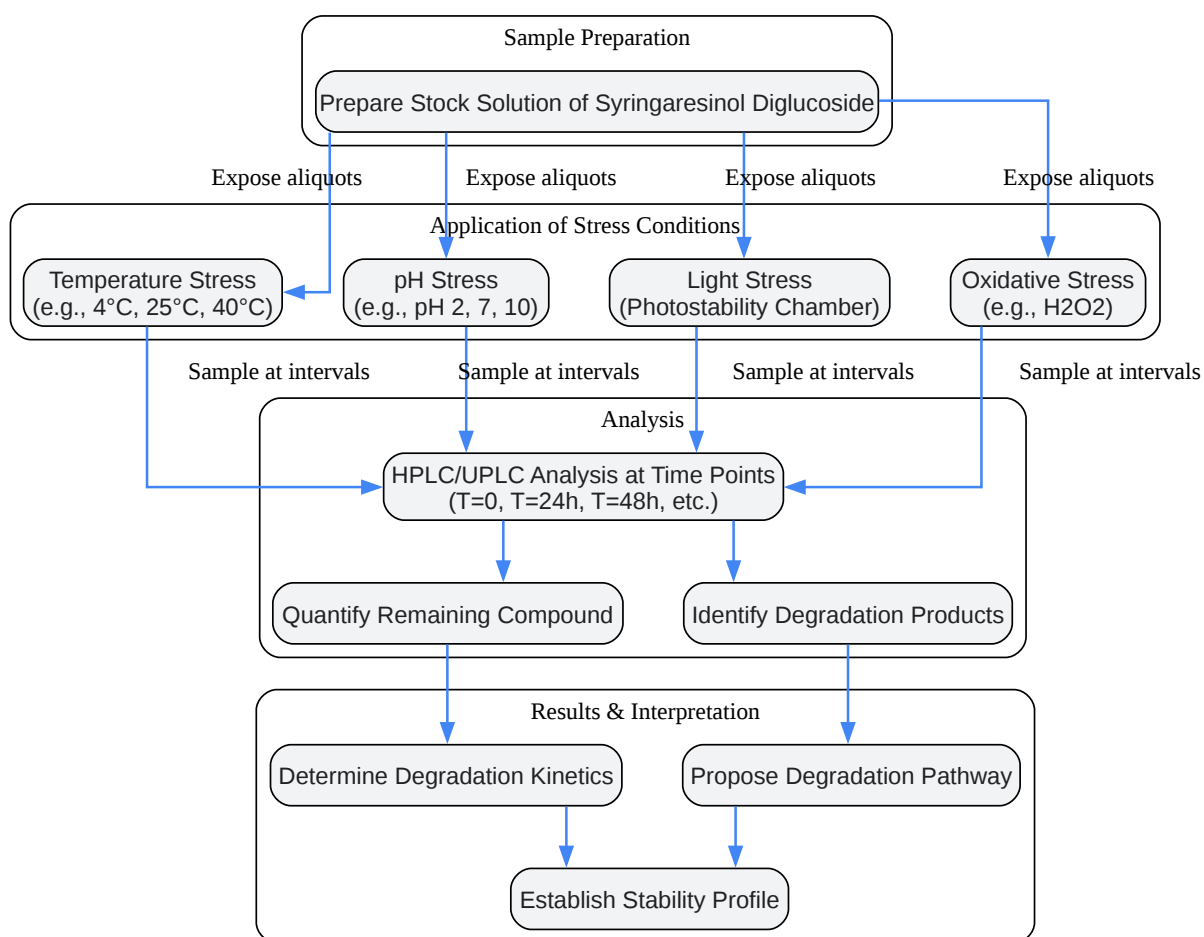 Sample Preparation
Prepare Stock Solution of Syringaresinol Diglucoside
Expose aliquots
Expose aliquots
Expose aliquots
Expose aliquots
Application of Stress Conditions
Temperature Stress
(e.g., 4°C, 25°C, 40°C)
pH Stress
(e.g., pH 2, 7, 10)
Light Stress
(Photostability Chamber)
Oxidative Stress
(e.g., H2O2)
Sample at intervals
Sample at intervals
Sample at intervals
Sample at intervals
Analysis
HPLC/UPLC Analysis at Time Points
(T=0, T=24h, T=48h, etc.)
Quantify Remaining Compound
Identify Degradation Products
Results & Interpretation
Determine Degradation Kinetics
Propose Degradation Pathway
Establish Stability Profile